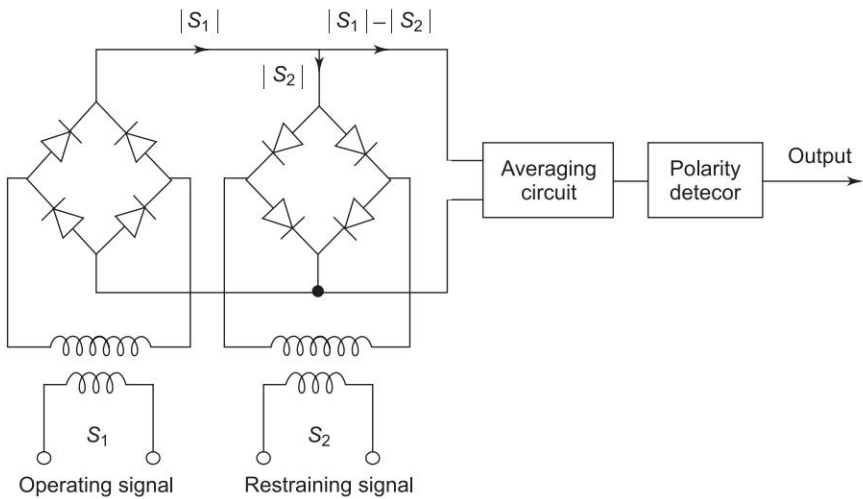 |S₁|
|S₁| – |S₂|
|S₂|
Averaging
circuit
Polarity
detecor
Output
S₁
S₂
Operating signal
Restraining signal